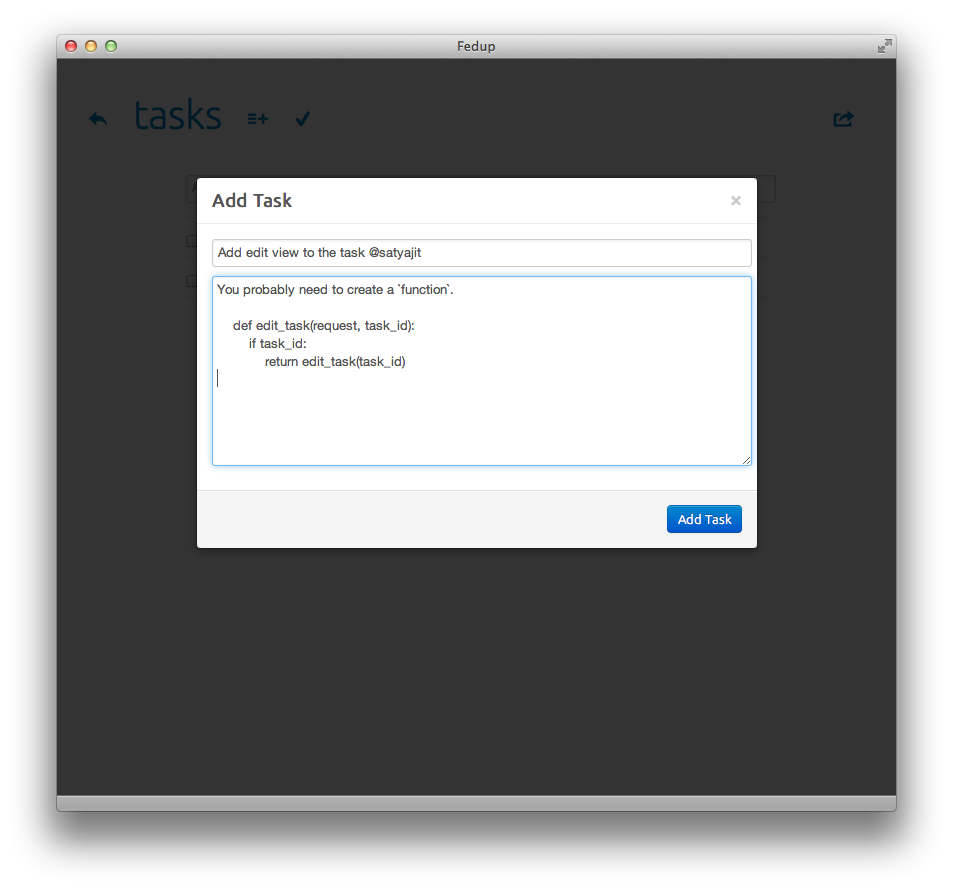 Fedup
tasks
Add Task
×
Add edit view to the task @satyajit
You probably need to create a `function`.
def edit_task(request, task_id):
if task_id:
return edit_task(task_id)
Add Task